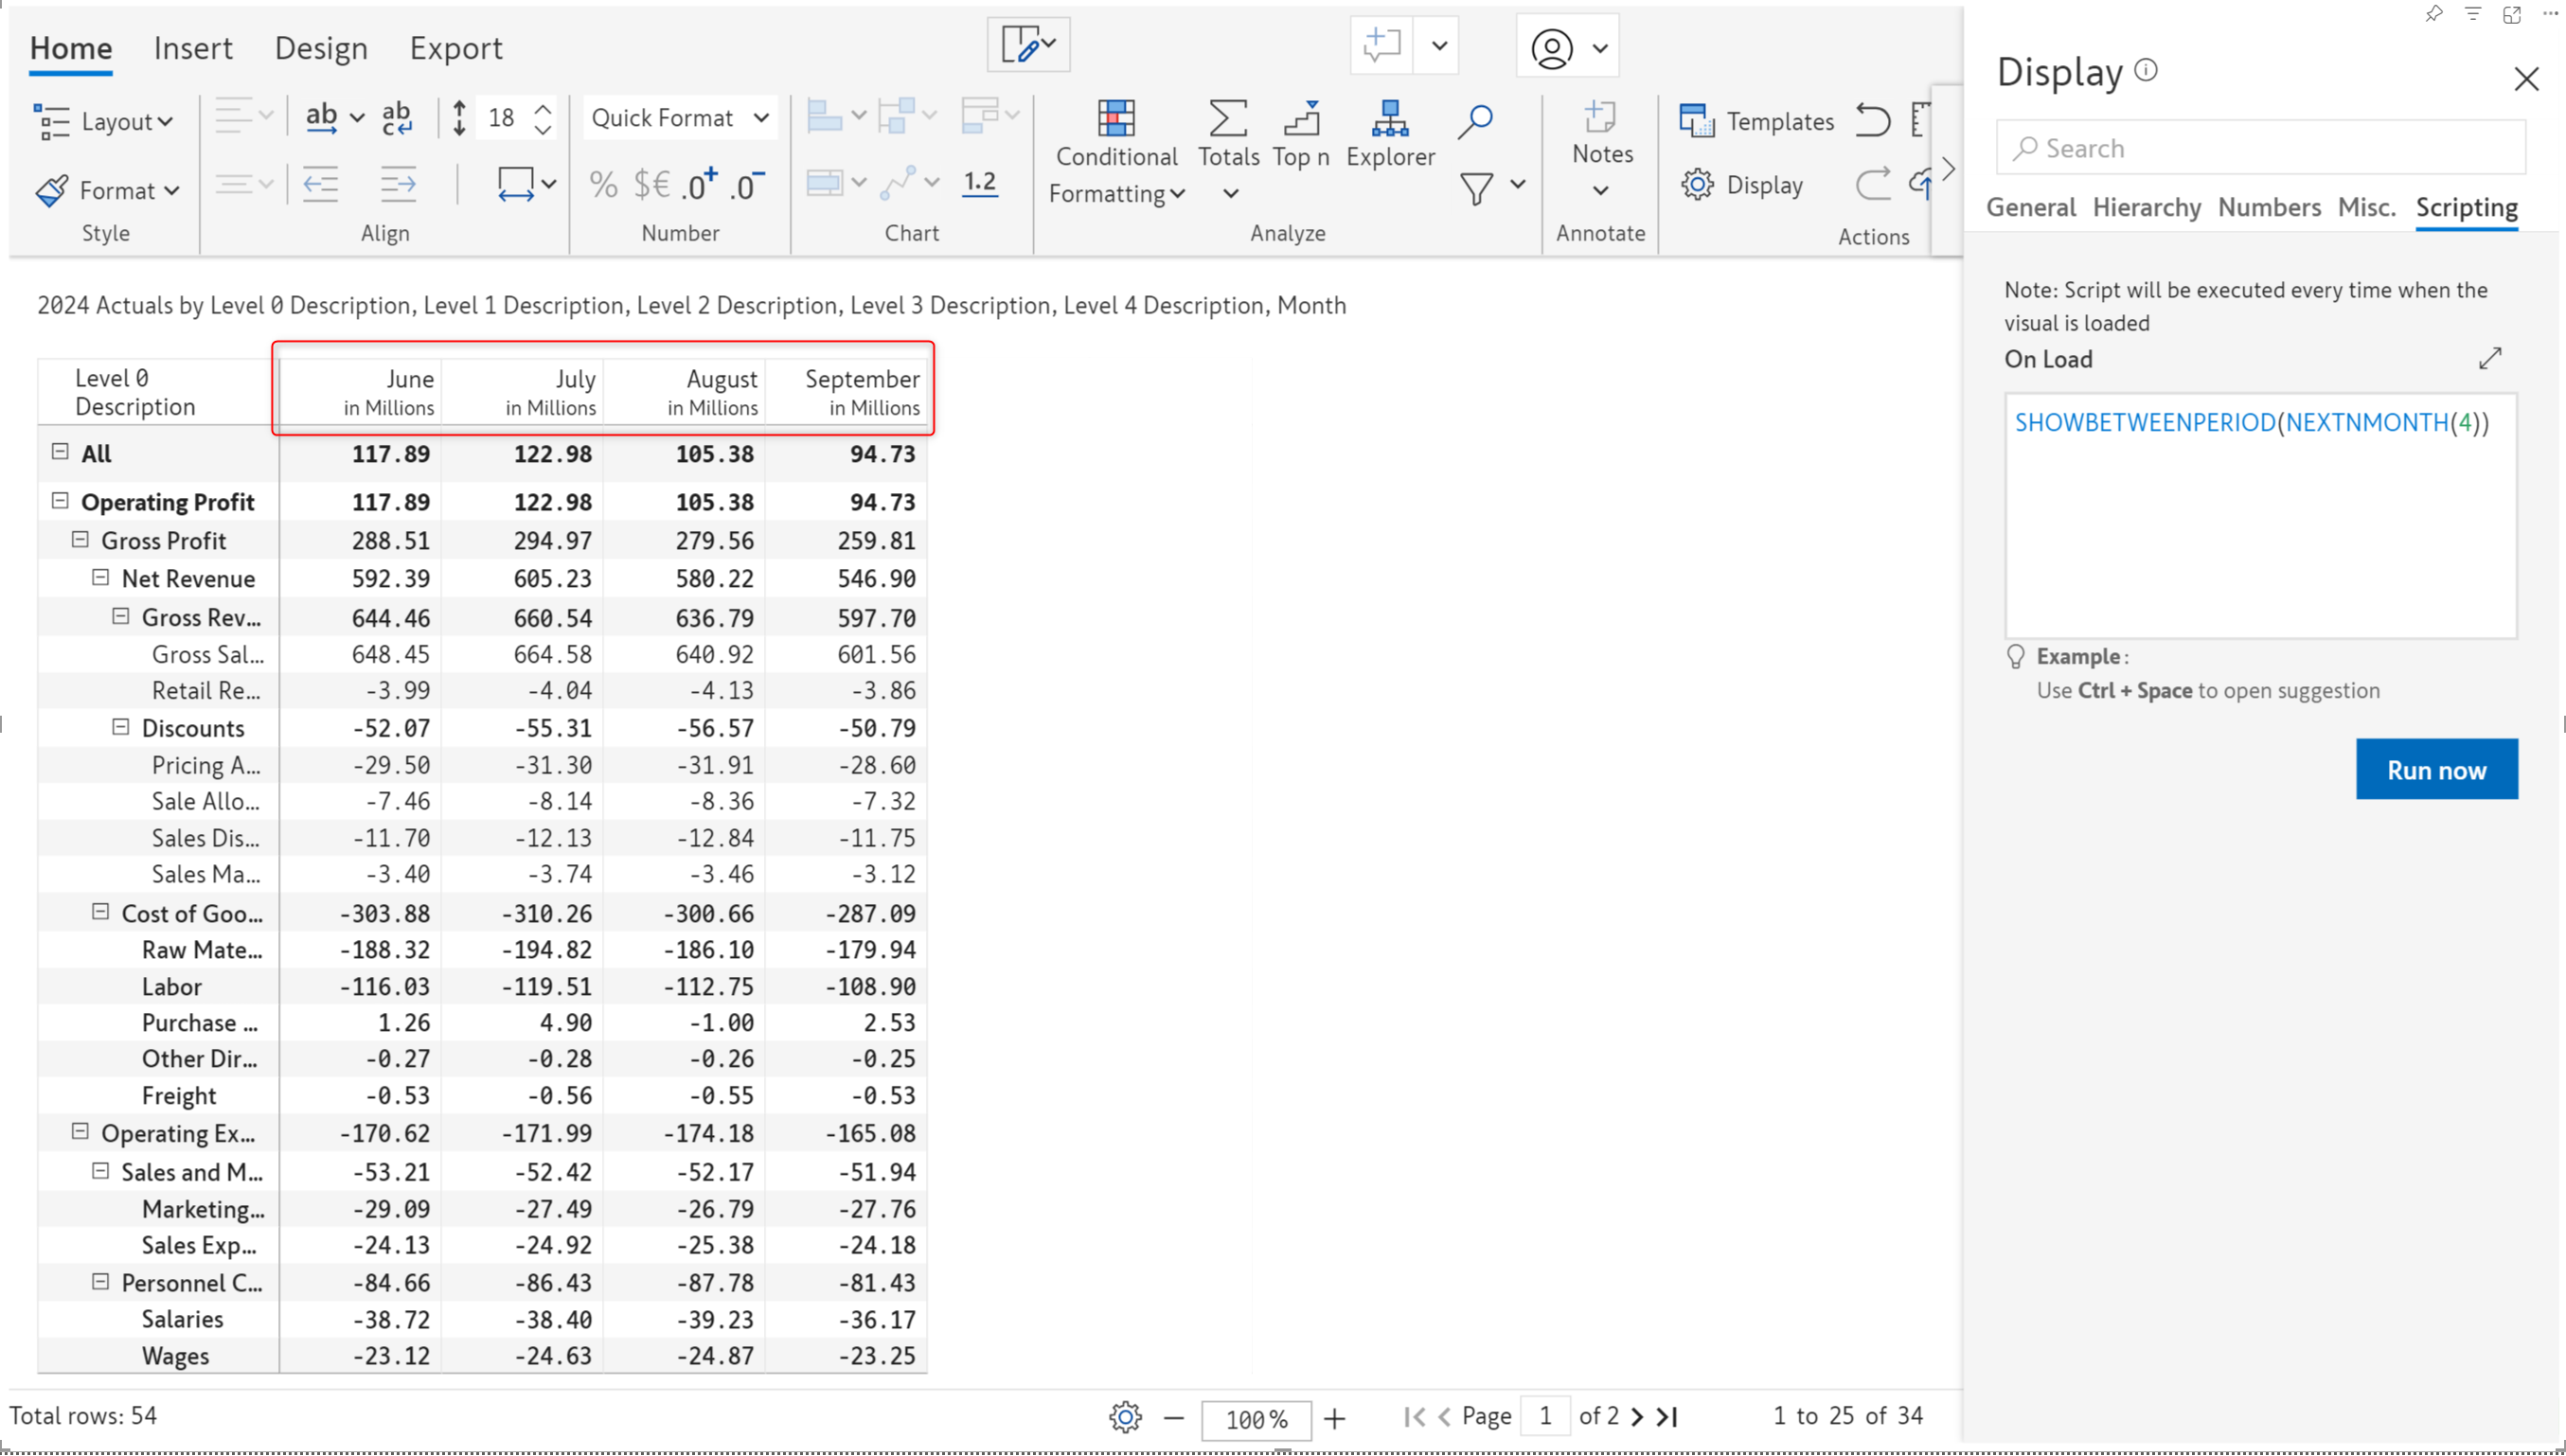 Home Insert Design Export
Layout ab ab c 18 Quick Format Conditional Formatting Totals Top n Explorer Notes Templates
Format % $€ .0+ .0- 1.2 Display
Style Align Number Chart Analyze Annotate Actions
2024 Actuals by Level 0 Description, Level 1 Description, Level 2 Description, Level 3 Description, Level 4 Description, Month
Level 0 Description June in Millions July in Millions August in Millions September in Millions
All 117.89 122.98 105.38 94.73
Operating Profit 117.89 122.98 105.38 94.73
Gross Profit 288.51 294.97 279.56 259.81
Net Revenue 592.39 605.23 580.22 546.90
Gross Rev... 644.46 660.54 636.79 597.70
Gross Sal... 648.45 664.58 640.92 601.56
Retail Re... -3.99 -4.04 -4.13 -3.86
Discounts -52.07 -55.31 -56.57 -50.79
Pricing A... -29.50 -31.30 -31.91 -28.60
Sale Allo... -7.46 -8.14 -8.36 -7.32
Sales Dis... -11.70 -12.13 -12.84 -11.75
Sales Ma... -3.40 -3.74 -3.46 -3.12
Cost of Goo... -303.88 -310.26 -300.66 -287.09
Raw Mate... -188.32 -194.82 -186.10 -179.94
Labor -116.03 -119.51 -112.75 -108.90
Purchase ... 1.26 4.90 -1.00 2.53
Other Dir... -0.27 -0.28 -0.26 -0.25
Freight -0.53 -0.56 -0.55 -0.53
Operating Ex... -170.62 -171.99 -174.18 -165.08
Sales and M... -53.21 -52.42 -52.17 -51.94
Marketing... -29.09 -27.49 -26.79 -27.76
Sales Exp... -24.13 -24.92 -25.38 -24.18
Personnel C... -84.66 -86.43 -87.78 -81.43
Salaries -38.72 -38.40 -39.23 -36.17
Wages -23.12 -24.63 -24.87 -23.25
Total rows: 54 100% Page 1 of 2 1 to 25 of 34
Display
Search
General Hierarchy Numbers Misc. Scripting
Note: Script will be executed every time when the
visual is loaded
On Load
SHOWBETWEENPERIOD(NEXTNMONTH(4))
Example :
Use Ctrl + Space to open suggestion
Run now